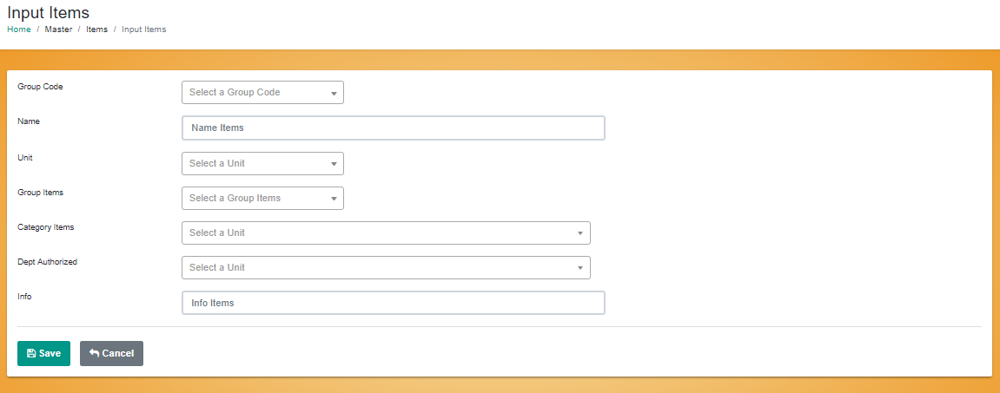 Input Items
Home / Master / Items / Input Items
Group Code Select a Group Code
Name Name Items
Unit Select a Unit
Group Items Select a Group Items
Category Items Select a Unit
Dept Authorized Select a Unit
Info Info Items
Save Cancel